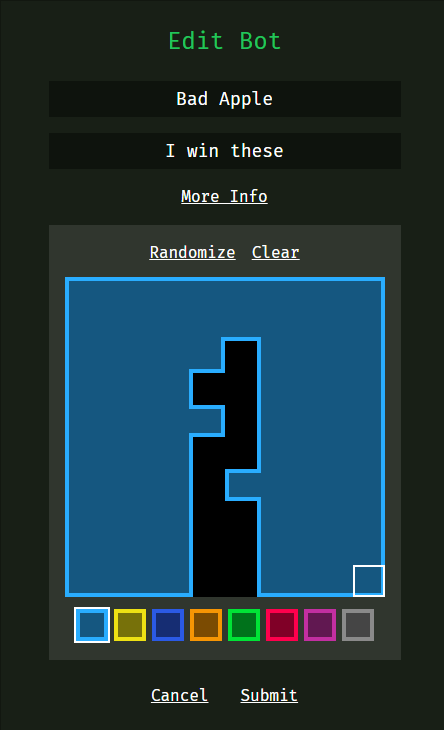 Edit Bot
Bad Apple
I win these
More Info
Randomize Clear
Cancel Submit